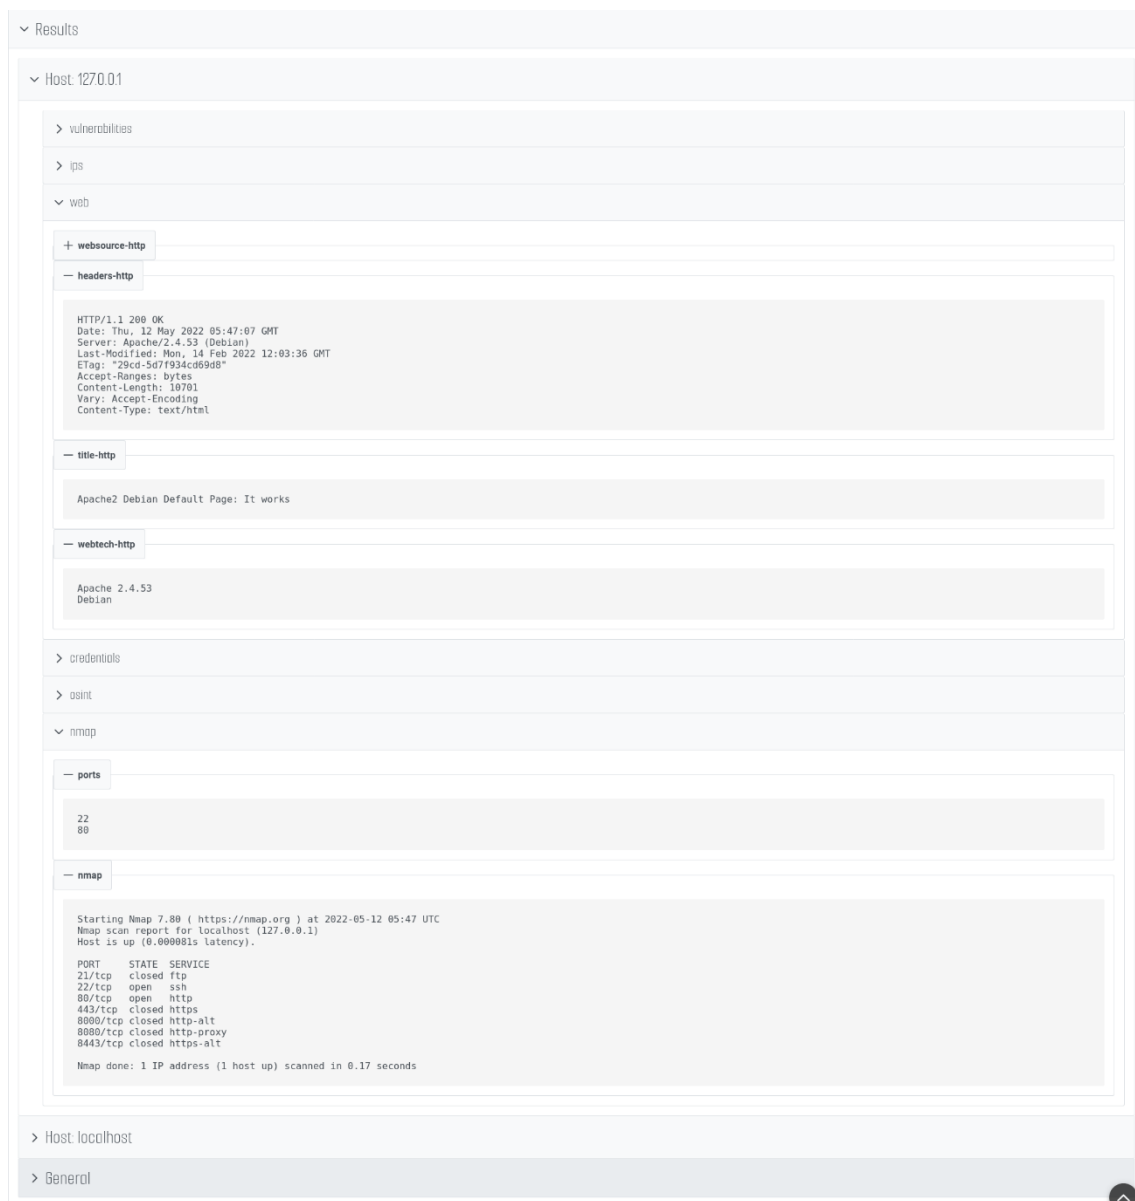 Results
Host: 127.0.0.1
vulnerabilities
ips
web
websource-http
headers-http
HTTP/1.1 200 OK
Date: Thu, 12 May 2022 05:47:07 GMT
Server: Apache/2.4.53 (Debian)
Last-Modified: Mon, 14 Feb 2022 12:03:36 GMT
ETag: "29cd-5d7f934cd69d8"
Accept-Ranges: bytes
Content-Length: 10701
Vary: Accept-Encoding
Content-Type: text/html
title-http
Apache2 Debian Default Page: It works
webtech-http
Apache 2.4.53
Debian
credentials
osint
nmap
ports
22
80
nmap
Starting Nmap 7.80 ( https://nmap.org ) at 2022-05-12 05:47 UTC
Nmap scan report for localhost (127.0.0.1)
Host is up (0.000081s latency).
PORT STATE SERVICE
21/tcp closed ftp
22/tcp open ssh
80/tcp open http
443/tcp closed https
8000/tcp closed http-alt
8080/tcp closed http-proxy
8443/tcp closed https-alt
Nmap done: 1 IP address (1 host up) scanned in 0.17 seconds
Host: localhost
General